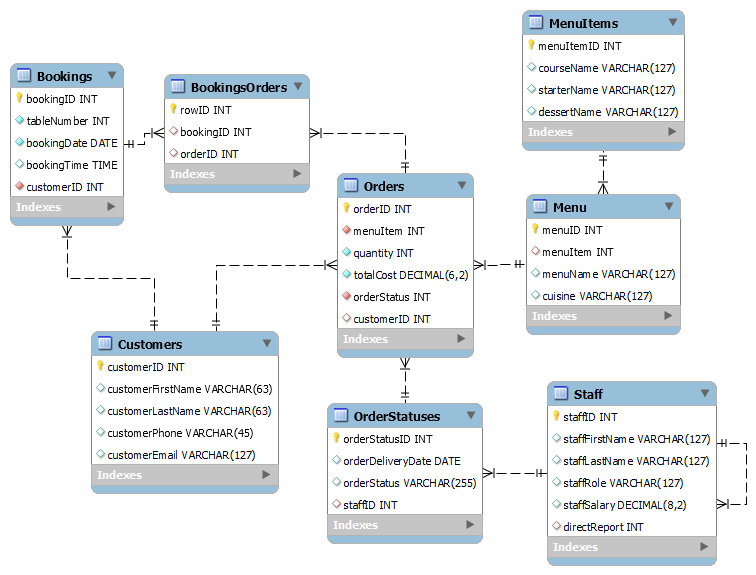 MenuItems
menuItemID INT
courseName VARCHAR(127)
starterName VARCHAR(127)
dessertName VARCHAR(127)
Indexes
Bookings
bookingID INT
tableNumber INT
bookingDate DATE
bookingTime TIME
customerID INT
Indexes
BookingsOrders
rowID INT
bookingID INT
orderID INT
Indexes
Orders
orderID INT
menuItem INT
quantity INT
totalCost DECIMAL(6,2)
orderStatus INT
customerID INT
Indexes
Menu
menuID INT
menuItem INT
menuName VARCHAR(127)
cuisine VARCHAR(127)
Indexes
Customers
customerID INT
customerFirstName VARCHAR(63)
customerLastName VARCHAR(63)
customerPhone VARCHAR(45)
customerEmail VARCHAR(127)
Indexes
OrderStatuses
orderStatusID INT
orderDeliveryDate DATE
orderStatus VARCHAR(255)
staffID INT
Indexes
Staff
staffID INT
staffFirstName VARCHAR(127)
staffLastName VARCHAR(127)
staffRole VARCHAR(127)
staffSalary DECIMAL(8,2)
directReport INT
Indexes